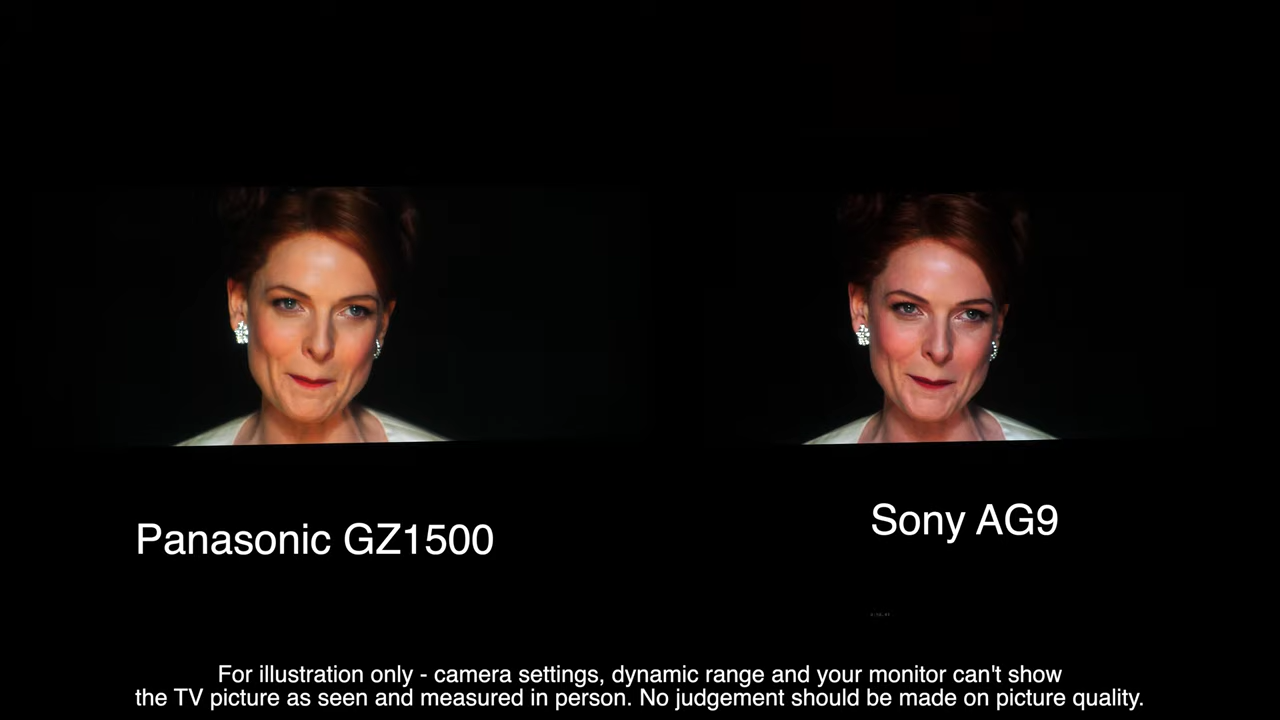 Panasonic GZ1500
Sony AG9
For illustration only - camera settings, dynamic range and your monitor can't show
the TV picture as seen and measured in person. No judgement should be made on picture quality.